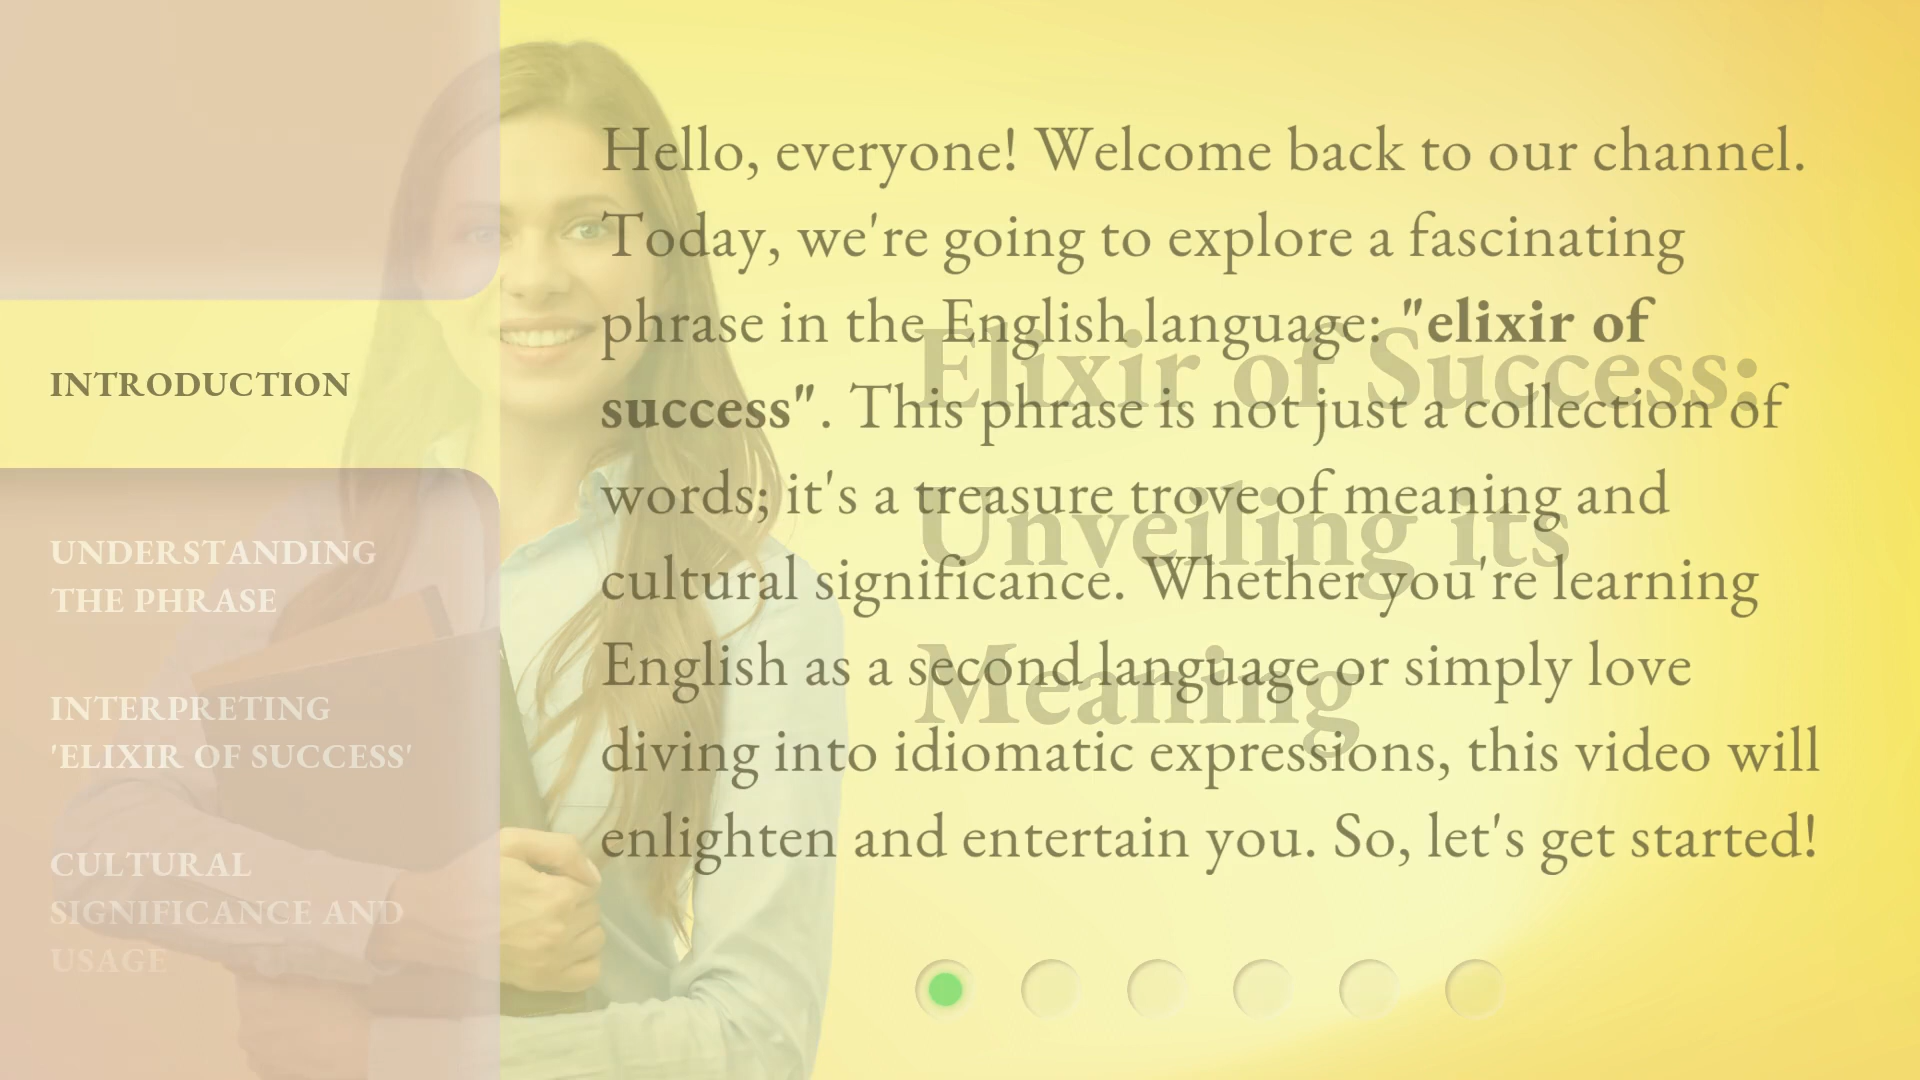 INTRODUCTION
UNDERSTANDING
THE PHRASE
INTERPRETING
'ELIXIR OF SUCCESS'
CULTURAL
SIGNIFICANCE AND
USAGE
Hello, everyone! Welcome back to our channel.
Today, we're going to explore a fascinating
phrase in the English language: "elixir of
success". This phrase is not just a collection of
words; it's a treasure trove of meaning and
cultural significance. Whether you're learning
English as a second language or simply love
diving into idiomatic expressions, this video will
enlighten and entertain you. So, let's get started!
Elixir of Success:
Unveiling its
Meaning